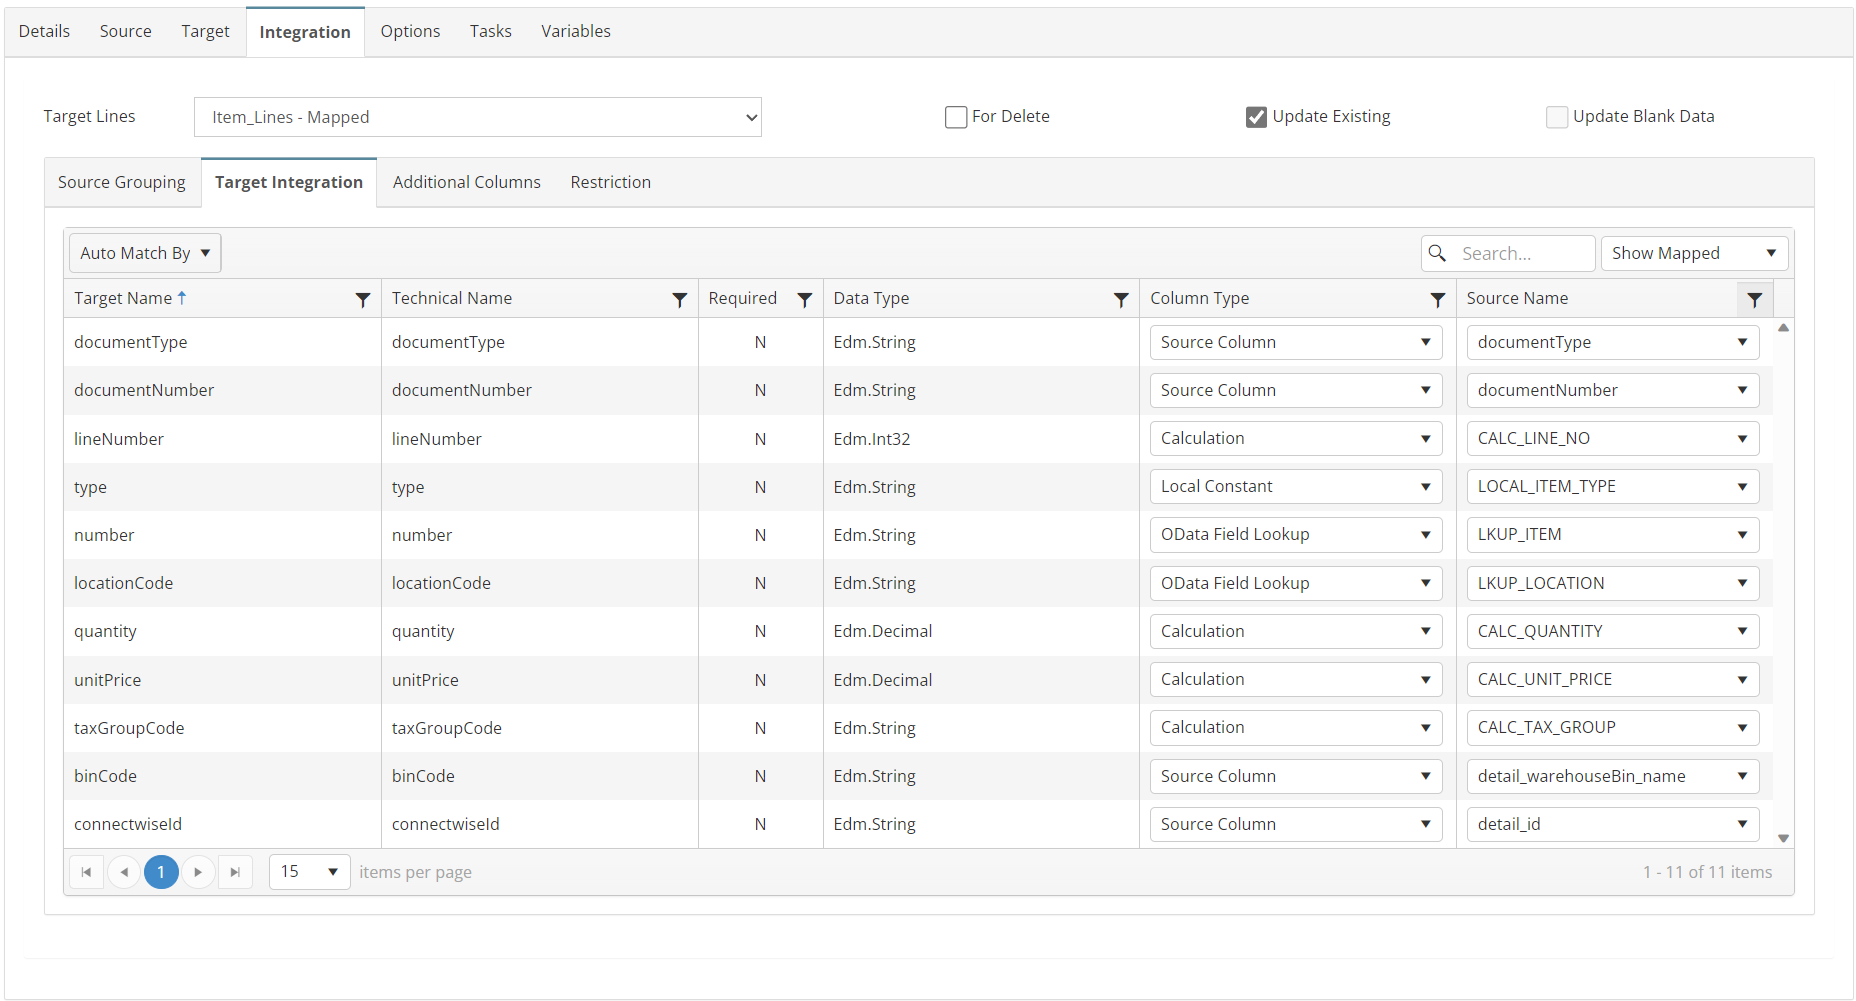 Details Source Target Integration Options Tasks Variables
Target Lines Item_Lines - Mapped For Delete Update Existing Update Blank Data
Source Grouping Target Integration Additional Columns Restriction
Auto Match By Search... Show Mapped
Target Name Technical Name Required Data Type Column Type Source Name
documentType documentType N Edm.String Source Column documentType
documentNumber documentNumber N Edm.String Source Column documentNumber
lineNumber lineNumber N Edm.Int32 Calculation CALC_LINE_NO
type type N Edm.String Local Constant LOCAL_ITEM_TYPE
number number N Edm.String OData Field Lookup LKUP_ITEM
locationCode locationCode N Edm.String OData Field Lookup LKUP_LOCATION
quantity quantity N Edm.Decimal Calculation CALC_QUANTITY
unitPrice unitPrice N Edm.Decimal Calculation CALC_UNIT_PRICE
taxGroupCode taxGroupCode N Edm.String Calculation CALC_TAX_GROUP
binCode binCode N Edm.String Source Column detail_warehouseBin_name
connectwiseId connectwiseId N Edm.String Source Column detail_id
1 15 items per page 1 - 11 of 11 items